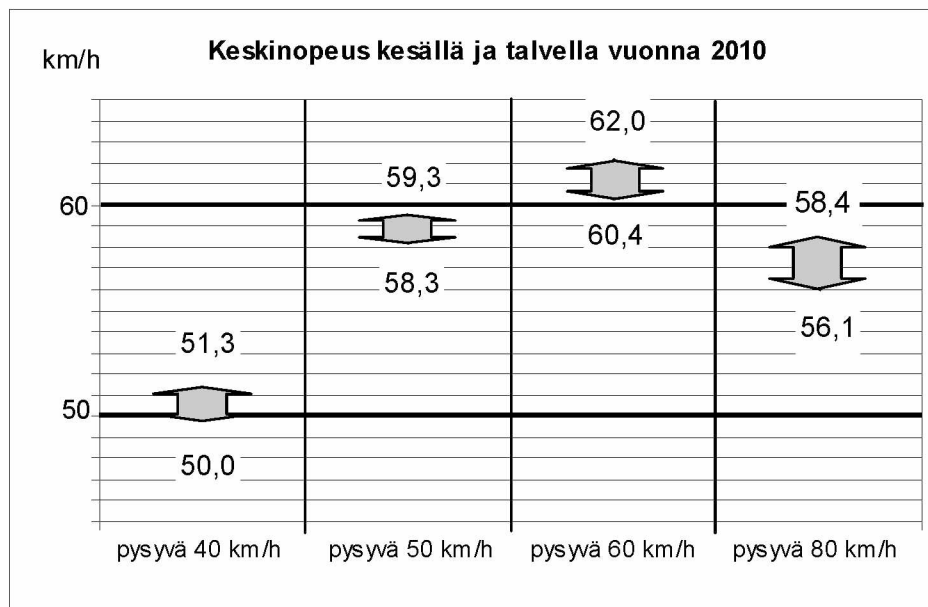 Keskinopeus kesällä ja talvella vuonna 2010
km/h
62,0
59,3
60
58,4
60,4
58,3
56,1
51,3
50
50,0
pysyvä 40 km/h
pysyvä 50 km/h
pysyvä 60 km/h
pysyvä 80 km/h